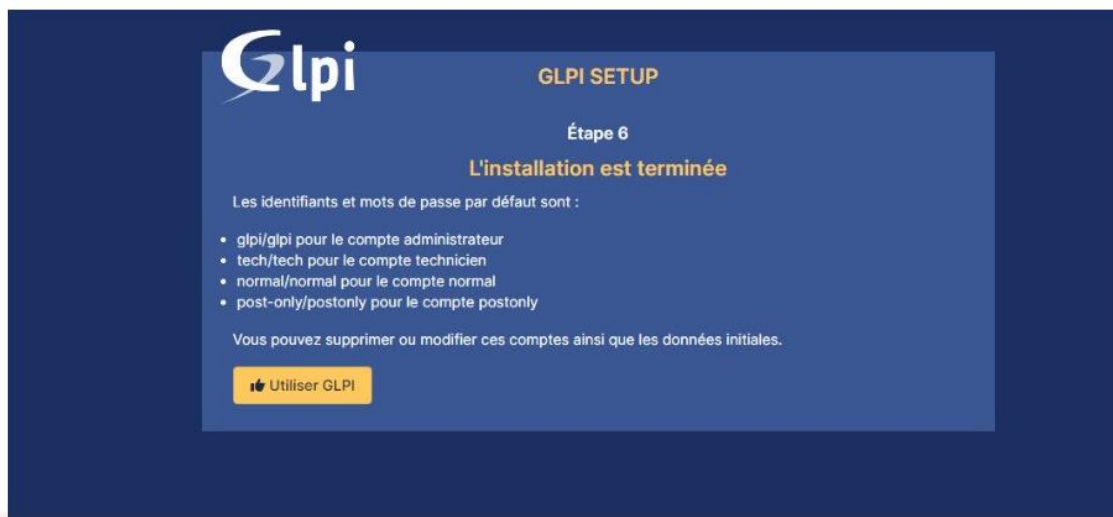 Glpi
GLPI SETUP
Étape 6
L'installation est terminée
Les identifiants et mots de passe par défaut sont :
glpi/glpi pour le compte administrateur
tech/tech pour le compte technicien
normal/normal pour le compte normal
post-only/postonly pour le compte postonly
Vous pouvez supprimer ou modifier ces comptes ainsi que les données initiales.
Utiliser GLPI